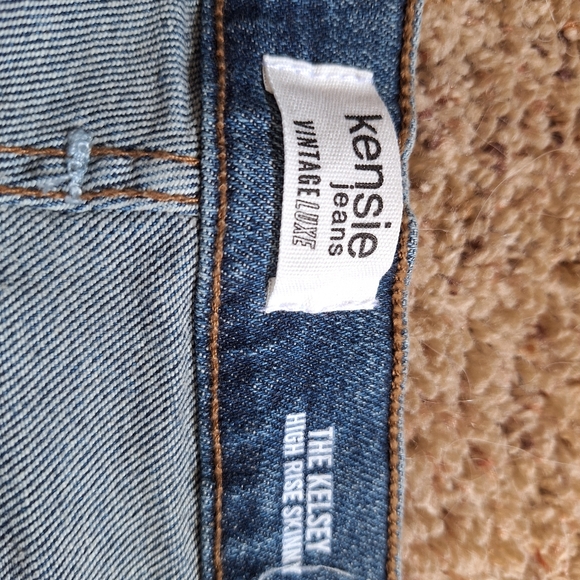 kensie
jeans
VINTAGE LUXE
THE KELSEY
HIGH RISE SKINNY